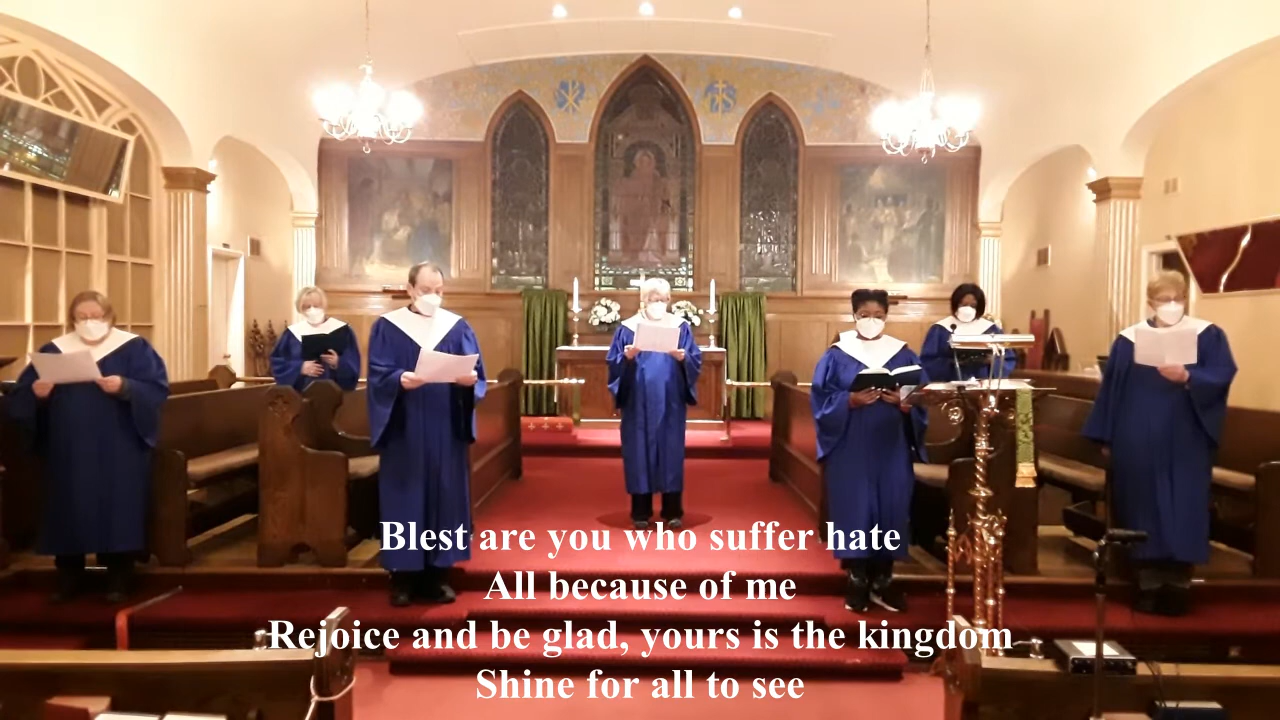 Blest are you who suffer hate
All because of me
Rejoice and be glad, yours is the kingdom
Shine for all to see